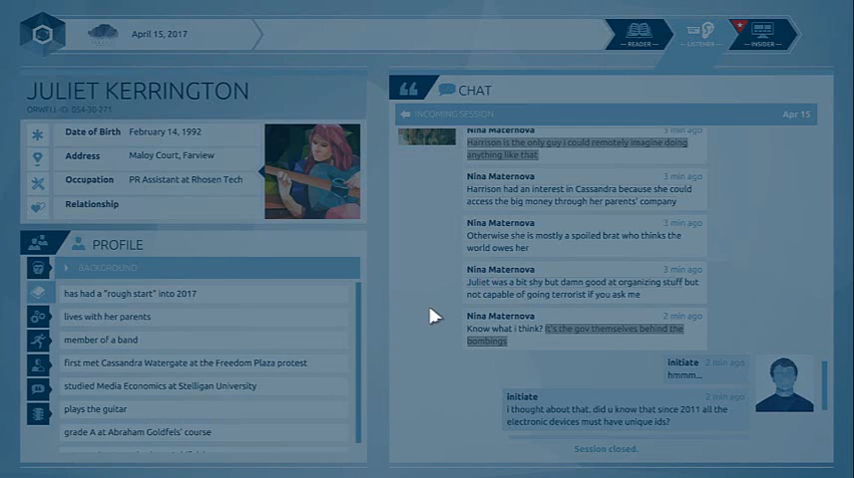 April 15, 2017
READER
LISTENER
INSIDER
JULIET KERRINGTON
ORWELL-ID: 054-30-271
Date of Birth February 14, 1992
Address Maloy Court, Farview
Occupation PR Assistant at Rhosen Tech
Relationship
PROFILE
BACKGROUND
has had a "rough start" into 2017
lives with her parents
member of a band
first met Cassandra Watergate at the Freedom Plaza protest
studied Media Economics at Stelligan University
plays the guitar
grade A at Abraham Goldfels' course
CHAT
INCOMING SESSION Apr 15
Nina Maternova 3 min ago
Harrison is the only guy i could remotely imagine doing
anything like that
Nina Maternova 3 min ago
Harrison had an interest in Cassandra because she could
access the big money through her parents' company
Nina Maternova 3 min ago
Otherwise she is mostly a spoiled brat who thinks the
world owes her
Nina Maternova 3 min ago
Juliet was a bit shy but damn good at organizing stuff but
not capable of going terrorist if you ask me
Nina Maternova 2 min ago
Know what i think? It's the gov themselves behind the
bombings
initiate 2 min ago
hmmm...
initiate 2 min ago
i thought about that. did u know that since 2011 all the
electronic devices must have unique ids?
Session closed.